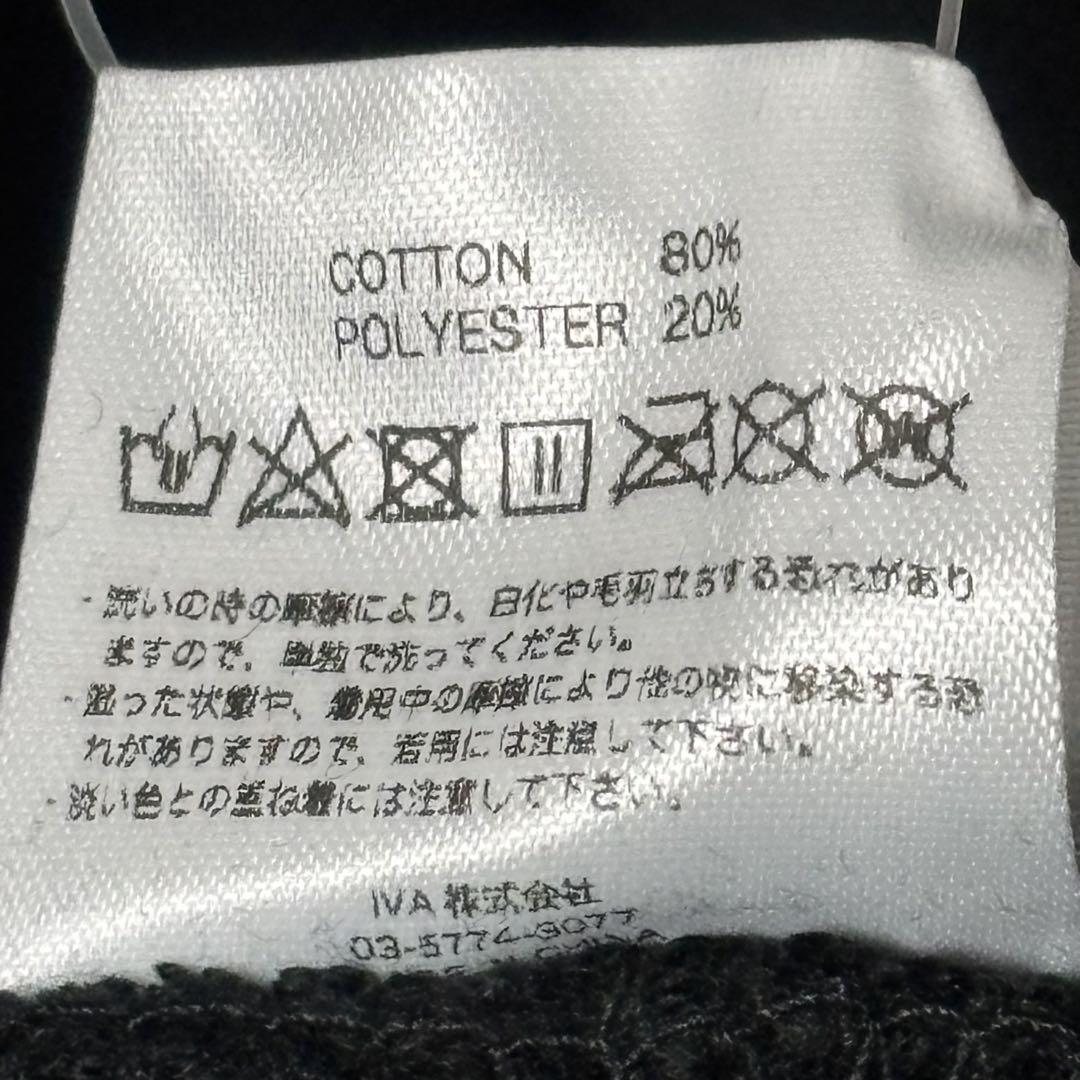 COTTON 80%
POLYESTER 20%
・洗いの時の摩擦により、白化や毛羽立ちする恐れがあり
ますので、単独で洗ってください。
・湿った状態や、着用中の摩擦により他の物に移染する恐
れがありますので、着用には注意して下さい。
・淡い色との重ね着には注意して下さい。
IVA 株式会社
03-5774-9077